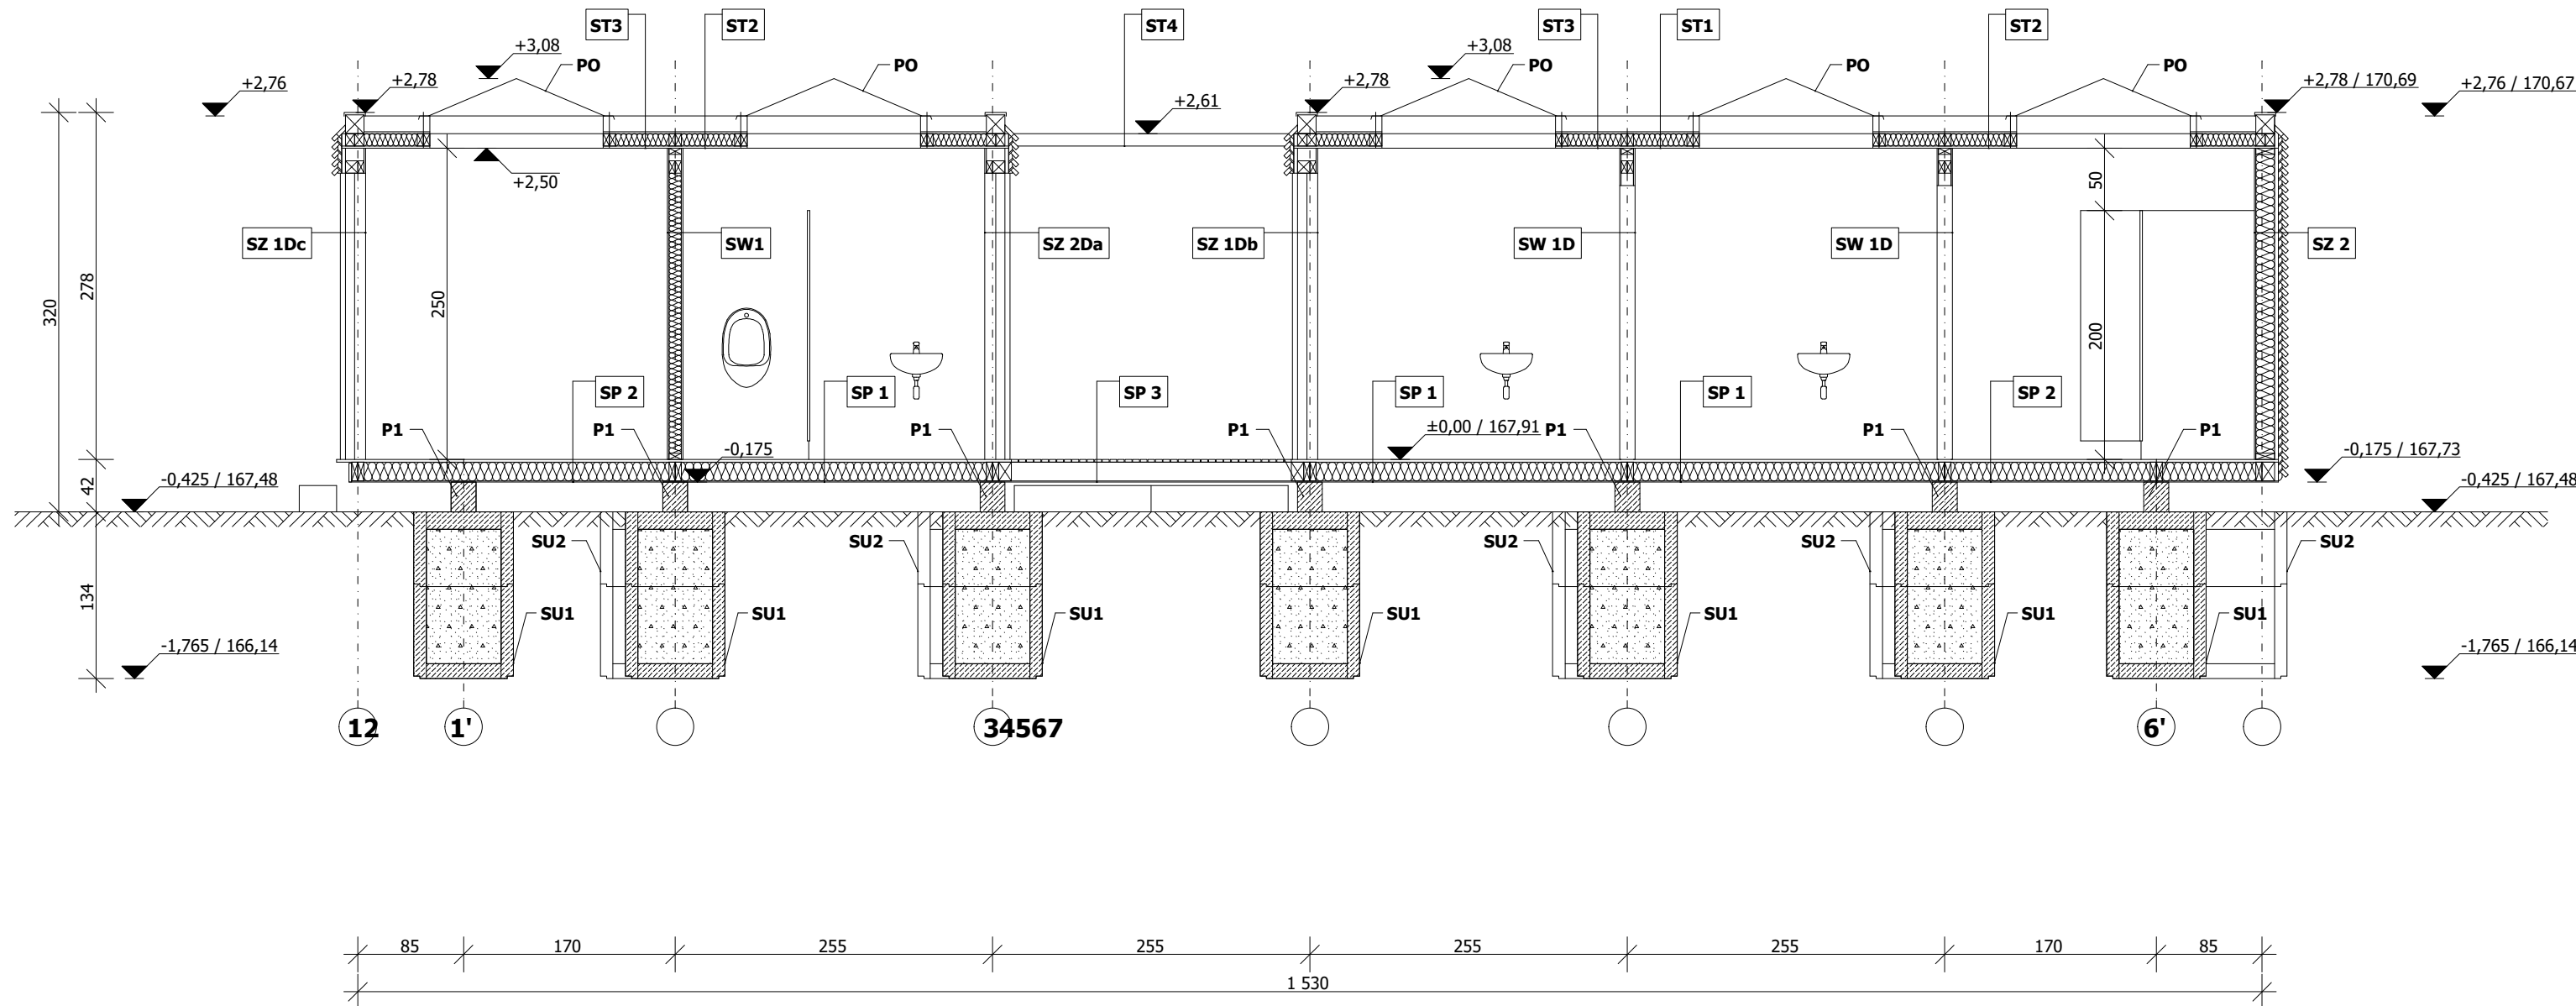 ST3
ST2
ST4
ST3
ST1
ST2
+3,08
PO
PO
+3,08
PO
PO
PO
+2,76
+2,78
+2,61
+2,78
+2,78 / 170,69
+2,76 / 170,67
+2,50
50
SZ 1Dc
SW1
SZ 2Da
SZ 1Db
SW 1D
SW 1D
SZ 2
320
278
250
200
SP 2
SP 1
SP 3
SP 1
SP 1
SP 2
P1
P1
P1
P1
±0,00 / 167,91
P1
P1
P1
-0,175
-0,175 / 167,73
42
-0,425 / 167,48
-0,425 / 167,48
SU2
SU2
SU2
SU2
SU2
134
SU1
SU1
SU1
SU1
SU1
SU1
SU1
-1,765 / 166,14
-1,765 / 166,14
12
1'
34567
6'
85
170
255
255
255
255
170
85
1 530